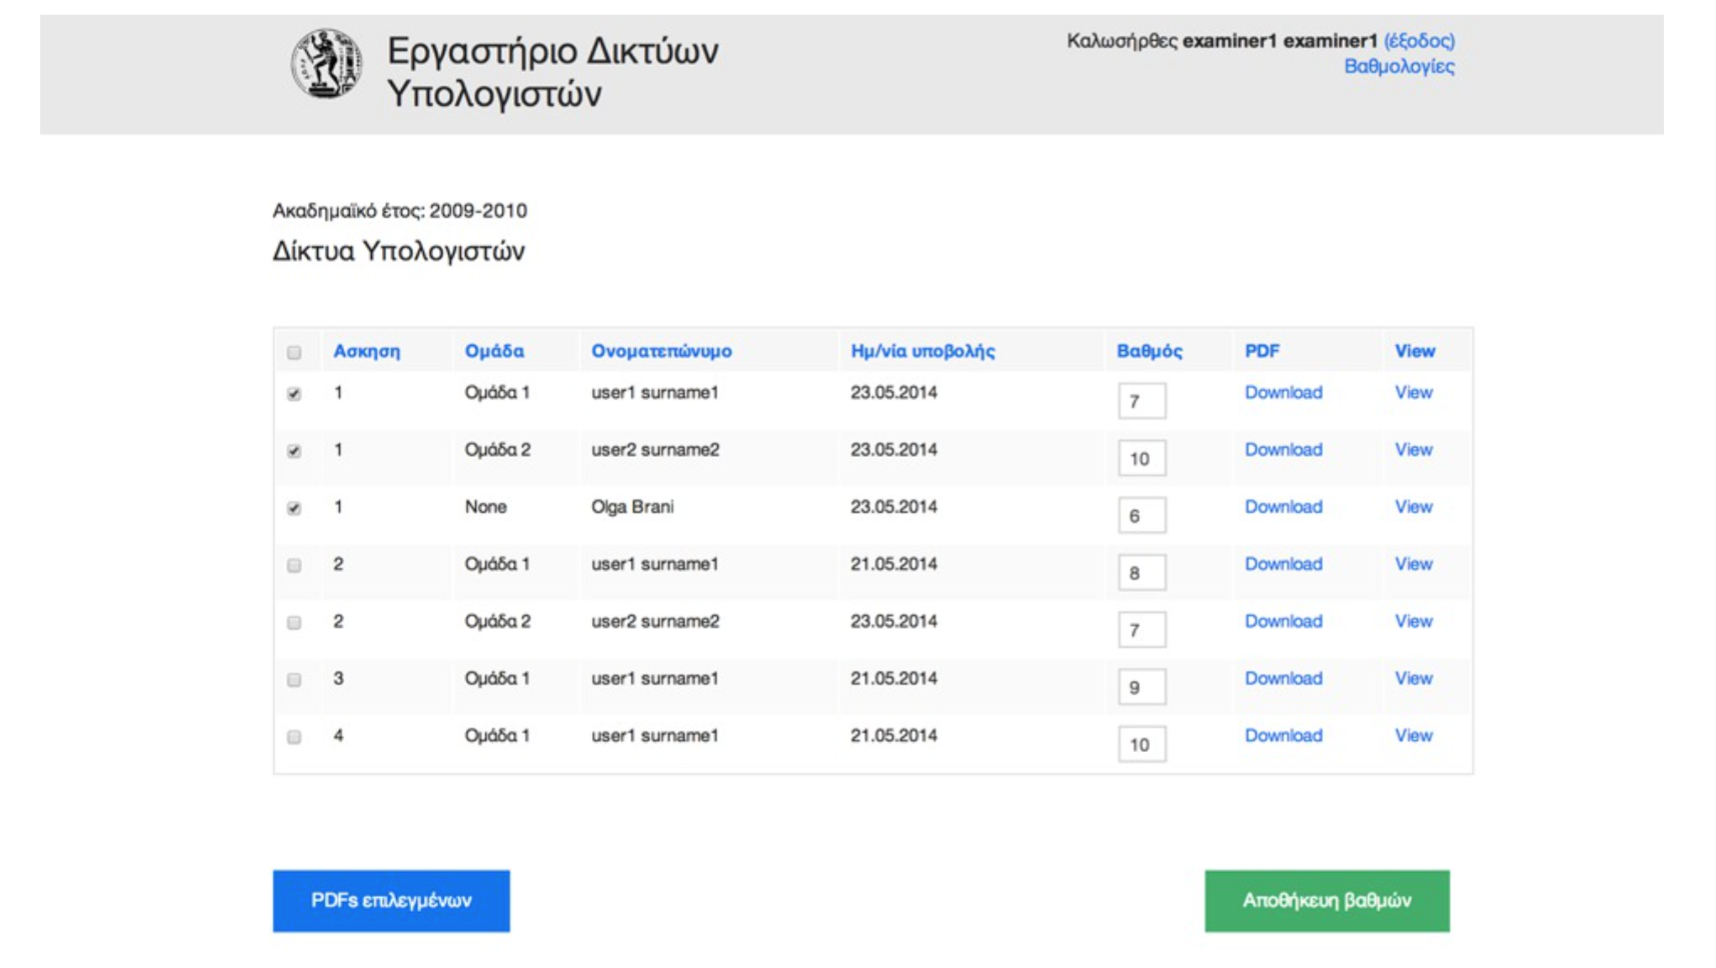 Εργαστήριο Δικτύων
Υπολογιστών
Καλωσήρθες examiner1 examiner1 (έξοδος)
Βαθμολογίες
Ακαδημαϊκό έτος: 2009-2010
Δίκτυα Υπολογιστών
Ασκηση Ομάδα Ονοματεπώνυμο Ημ/νία υποβολής Βαθμός PDF View
1 Ομάδα 1 user1 surname1 23.05.2014 7 Download View
1 Ομάδα 2 user2 surname2 23.05.2014 10 Download View
1 None Olga Brani 23.05.2014 6 Download View
2 Ομάδα 1 user1 surname1 21.05.2014 8 Download View
2 Ομάδα 2 user2 surname2 23.05.2014 7 Download View
3 Ομάδα 1 user1 surname1 21.05.2014 9 Download View
4 Ομάδα 1 user1 surname1 21.05.2014 10 Download View
PDFs επιλεγμένων Αποθήκευη βαθμών